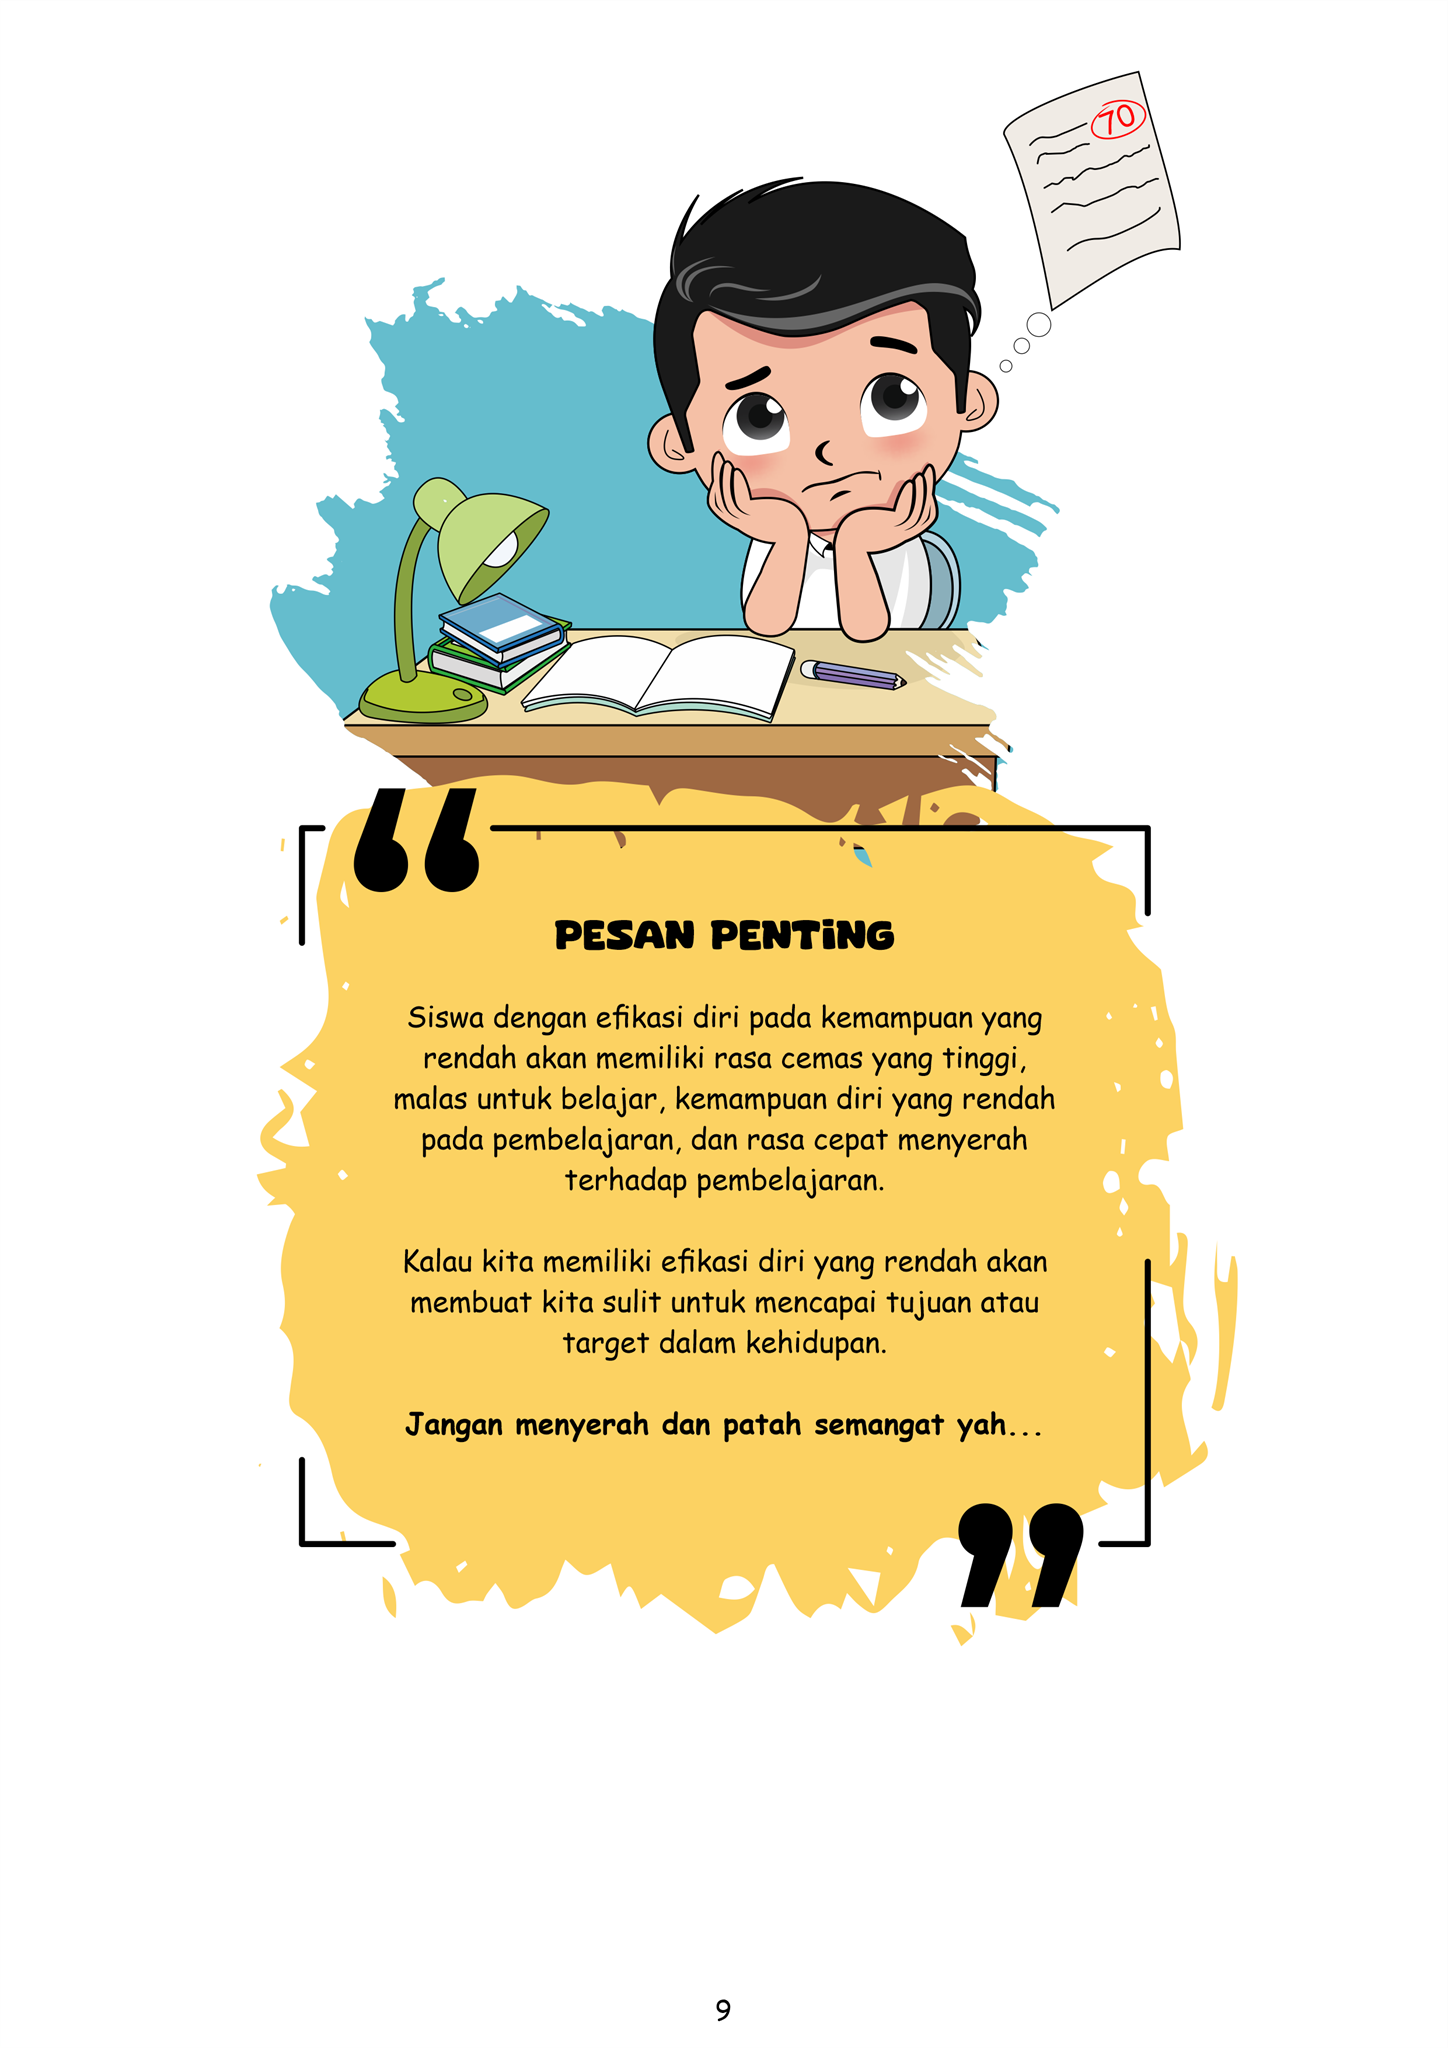 70
PESAN PENTiNG
Siswa dengan efikasi diri pada kemampuan yang
rendah akan memiliki rasa cemas yang tinggi,
malas untuk belajar, kemampuan diri yang rendah
pada pembelajaran, dan rasa cepat menyerah
terhadap pembelajaran.
Kalau kita memiliki efikasi diri yang rendah akan
membuat kita sulit untuk mencapai tujuan atau
target dalam kehidupan.
Jangan menyerah dan patah semangat yah...
9